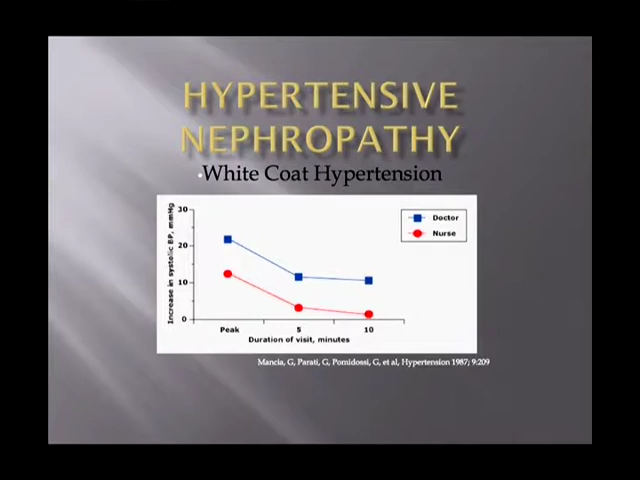 HYPERTENSIVE
NEPHROPATHY
•White Coat Hypertension
Increase in systolic BP, mmHg
30
20
10
0
Doctor
Nurse
Peak 5 10
Duration of visit, minutes
Mancia, G, Parati, G, Pomidossi, G, et al, Hypertension 1987; 9:209